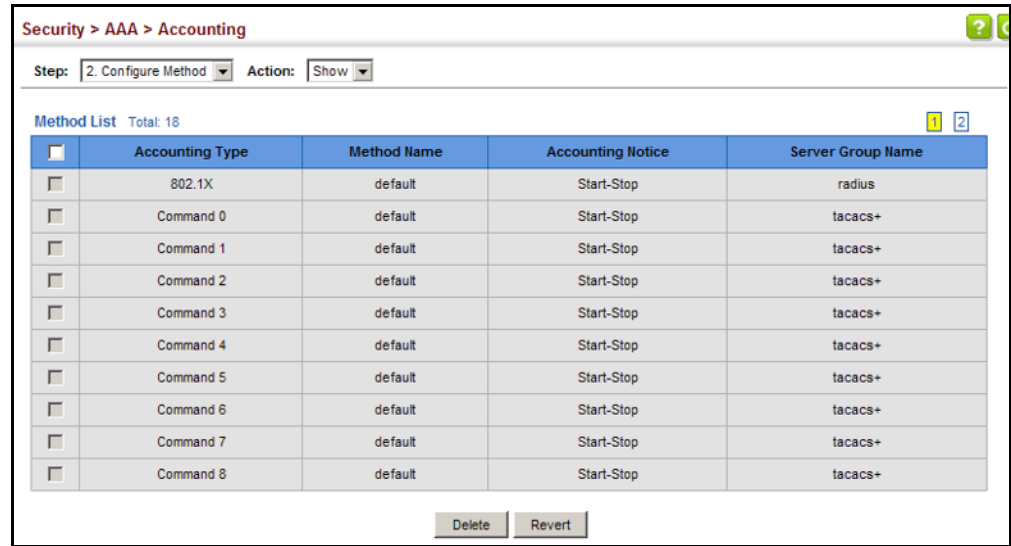 Security > AAA > Accounting
?
Step: 2. Configure Method Action: Show
Method List Total: 18 1 2
Accounting Type Method Name Accounting Notice Server Group Name
802.1X default Start-Stop radius
Command 0 default Start-Stop tacacs+
Command 1 default Start-Stop tacacs+
Command 2 default Start-Stop tacacs+
Command 3 default Start-Stop tacacs+
Command 4 default Start-Stop tacacs+
Command 5 default Start-Stop tacacs+
Command 6 default Start-Stop tacacs+
Command 7 default Start-Stop tacacs+
Command 8 default Start-Stop tacacs+
Delete Revert